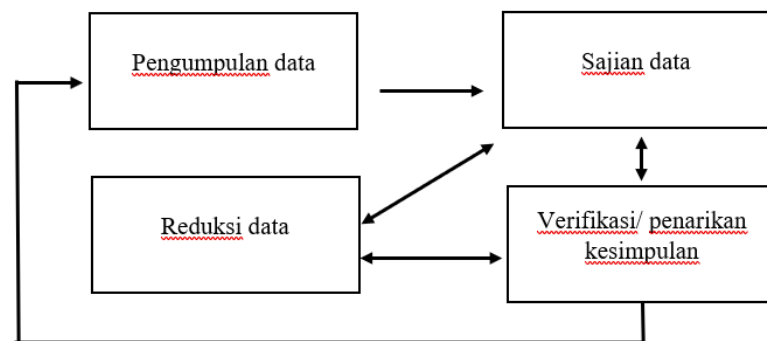 Pengumpulan data
Sajian data
Reduksi data
Verifikasi/ penarikan
kesimpulan